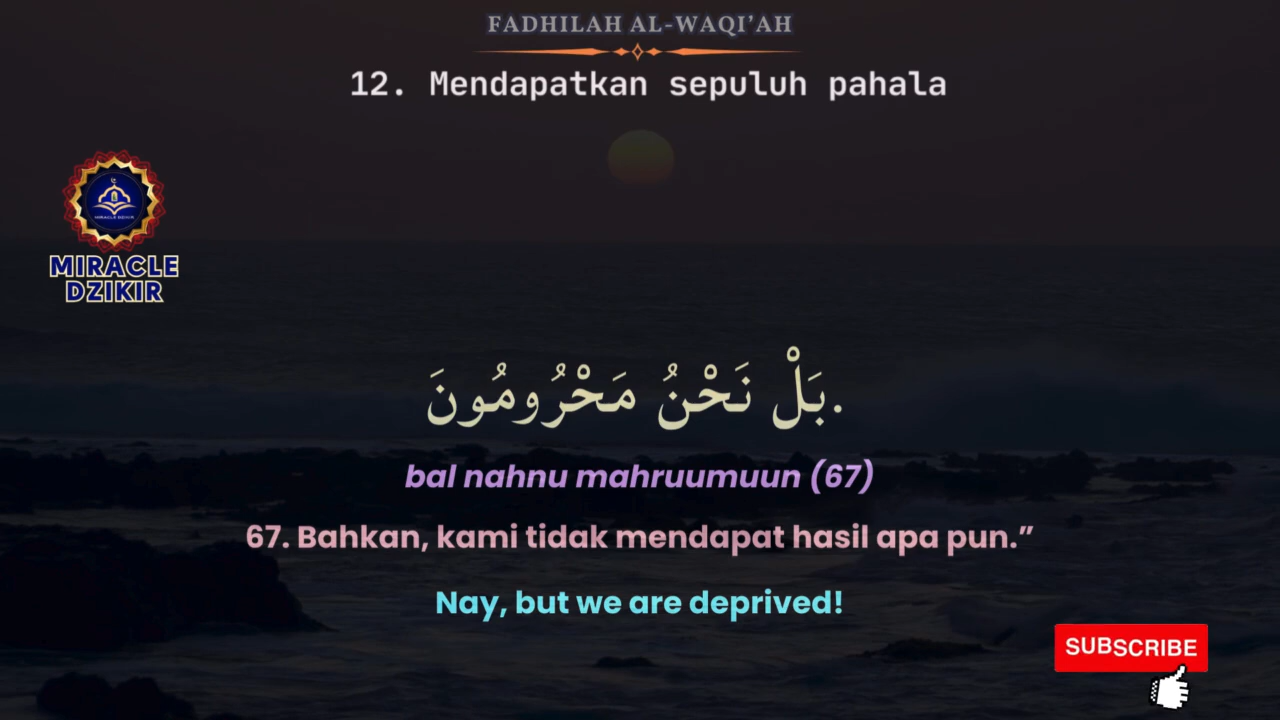 FADHILAH AL-WAQI’AH
12. Mendapatkan sepuluh pahala
MIRACLE
DZIKIR
بَلْ نَحْنُ مَحْرُومُونَ.
bal nahnu mahruumuun (67)
67. Bahkan, kami tidak mendapat hasil apa pun.”
Nay, but we are deprived!
SUBSCRIBE